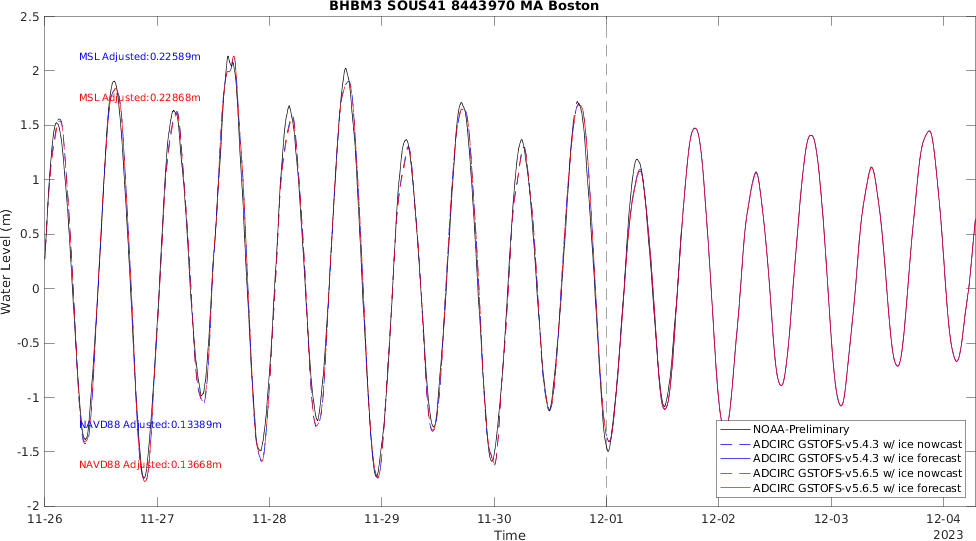 BHBM3 SOUS41 8443970 MA Boston
2.5
2
1.5
1
0.5
0
-0.5
-1
-1.5
-2
Water Level (m)
MSL Adjusted:0.22589m
MSL Adjusted:0.22868m
NAVD88 Adjusted:0.13389m
NAVD88 Adjusted:0.13668m
NOAA-Preliminary
ADCIRC GSTOFS-v5.4.3 w/ ice nowcast
ADCIRC GSTOFS-v5.4.3 w/ ice forecast
ADCIRC GSTOFS-v5.6.5 w/ ice nowcast
ADCIRC GSTOFS-v5.6.5 w/ ice forecast
11-26 11-27 11-28 11-29 11-30 12-01 12-02 12-03 12-04
2023
Time